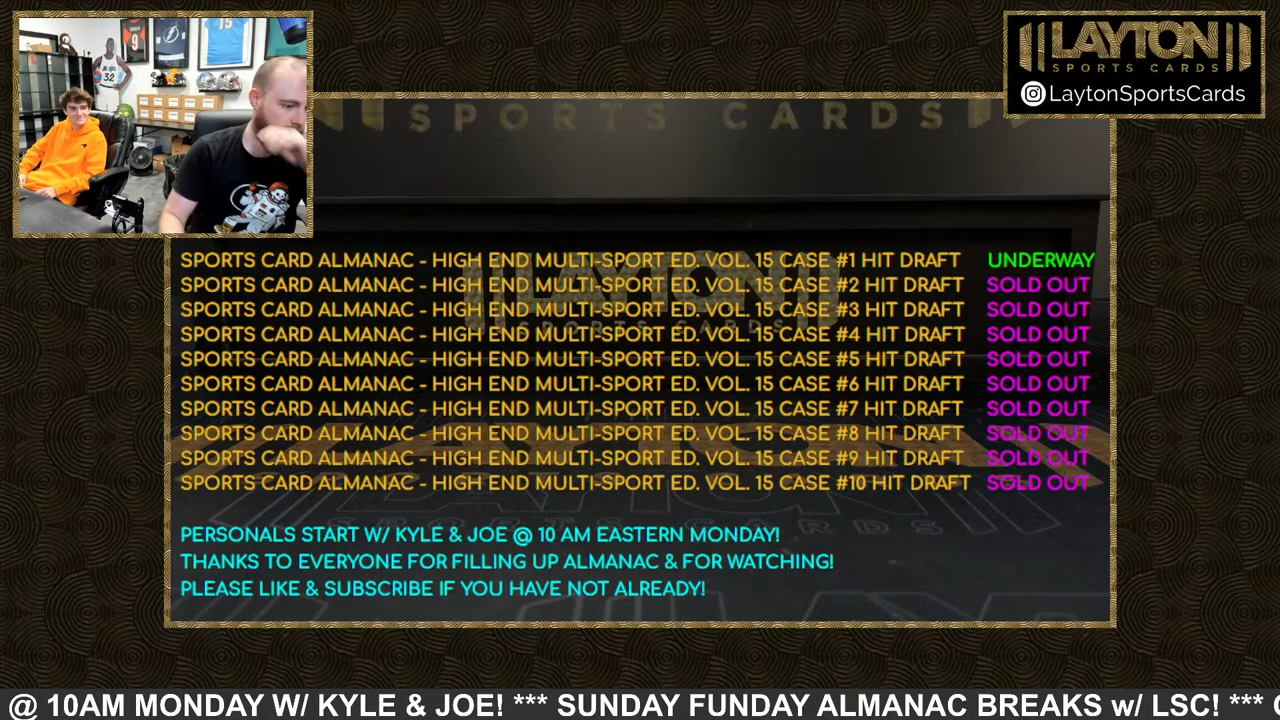 9
15
32
LAYTON
SPORTS CARDS
LaytonSportsCards
SPORTS CARDS
SPORTS CARD ALMANAC - HIGH END MULTI-SPORT ED. VOL. 15 CASE #1 HIT DRAFT UNDERWAY
SPORTS CARD ALMANAC - HIGH END MULTI-SPORT ED. VOL. 15 CASE #2 HIT DRAFT SOLD OUT
SPORTS CARD ALMANAC - HIGH END MULTI-SPORT ED. VOL. 15 CASE #3 HIT DRAFT SOLD OUT
SPORTS CARD ALMANAC - HIGH END MULTI-SPORT ED. VOL. 15 CASE #4 HIT DRAFT SOLD OUT
SPORTS CARD ALMANAC - HIGH END MULTI-SPORT ED. VOL. 15 CASE #5 HIT DRAFT SOLD OUT
SPORTS CARD ALMANAC - HIGH END MULTI-SPORT ED. VOL. 15 CASE #6 HIT DRAFT SOLD OUT
SPORTS CARD ALMANAC - HIGH END MULTI-SPORT ED. VOL. 15 CASE #7 HIT DRAFT SOLD OUT
SPORTS CARD ALMANAC - HIGH END MULTI-SPORT ED. VOL. 15 CASE #8 HIT DRAFT SOLD OUT
SPORTS CARD ALMANAC - HIGH END MULTI-SPORT ED. VOL. 15 CASE #9 HIT DRAFT SOLD OUT
SPORTS CARD ALMANAC - HIGH END MULTI-SPORT ED. VOL. 15 CASE #10 HIT DRAFT SOLD OUT
PERSONALS START W/ KYLE & JOE @ 10 AM EASTERN MONDAY!
THANKS TO EVERYONE FOR FILLING UP ALMANAC & FOR WATCHING!
PLEASE LIKE & SUBSCRIBE IF YOU HAVE NOT ALREADY!
@ 10AM MONDAY W/ KYLE & JOE! *** SUNDAY FUNDAY ALMANAC BREAKS w/ LSC! ***